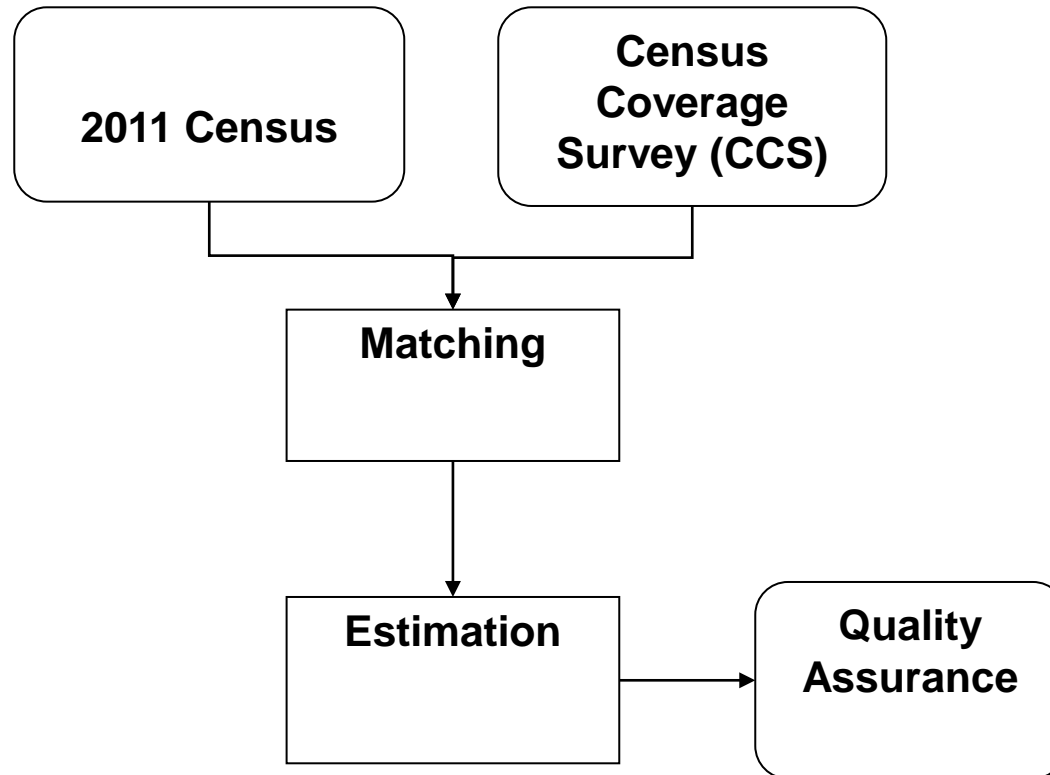 2011 Census
Census
Coverage
Survey (CCS)
Matching
Estimation
Quality
Assurance